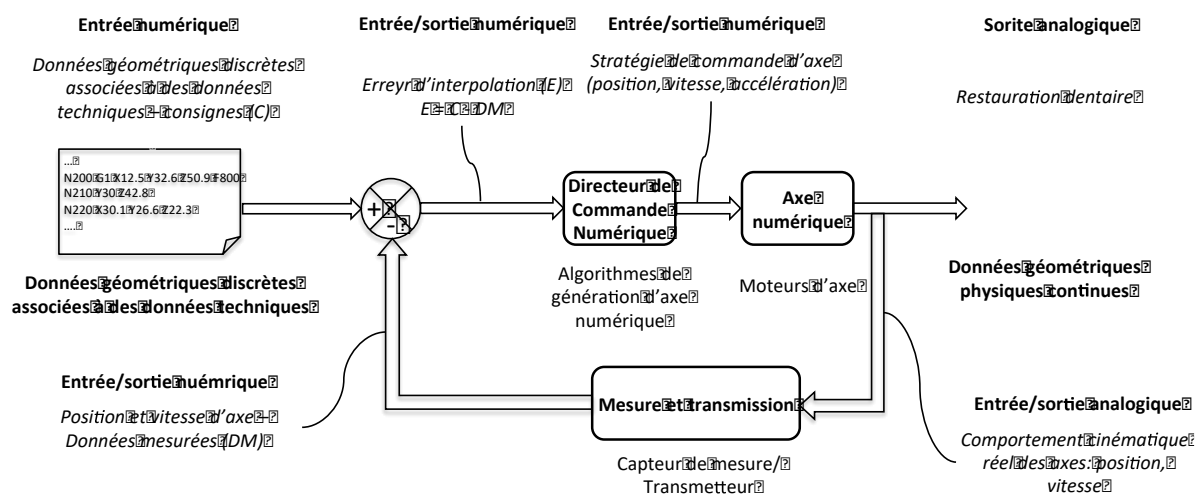 Entrée numérique
Données géométriques discrètes
associées à des données
techniques – consignes (C)
Entrée/sortie numérique
Erreyr d'interpolation (E)
E = C - DM
Entrée/sortie numérique
Stratégie de commande d'axe
(position, vitesse, accélération)
Sorite analogique
Restauration dentaire
...
N200 G1 X12.5 Y32.6 Z50.9 F800
N210 Y30 Z42.8
N220 X30.1 Y26.6 Z22.3
....
+
-
Directeur de
Commande
Numérique
Axe
numérique
Données géométriques discrètes
associées à des données techniques
Algorithmes de
génération d'axe
numérique
Moteurs d'axe
Données géométriques
physiques continues
Entrée/sortie nuémrique
Position et vitesse d'axe –
Données mesurées (DM)
Mesure et transmission
Capteur de mesure/
Transmetteur
Entrée/sortie analogique
Comportement cinématique
réel des axes: position,
vitesse